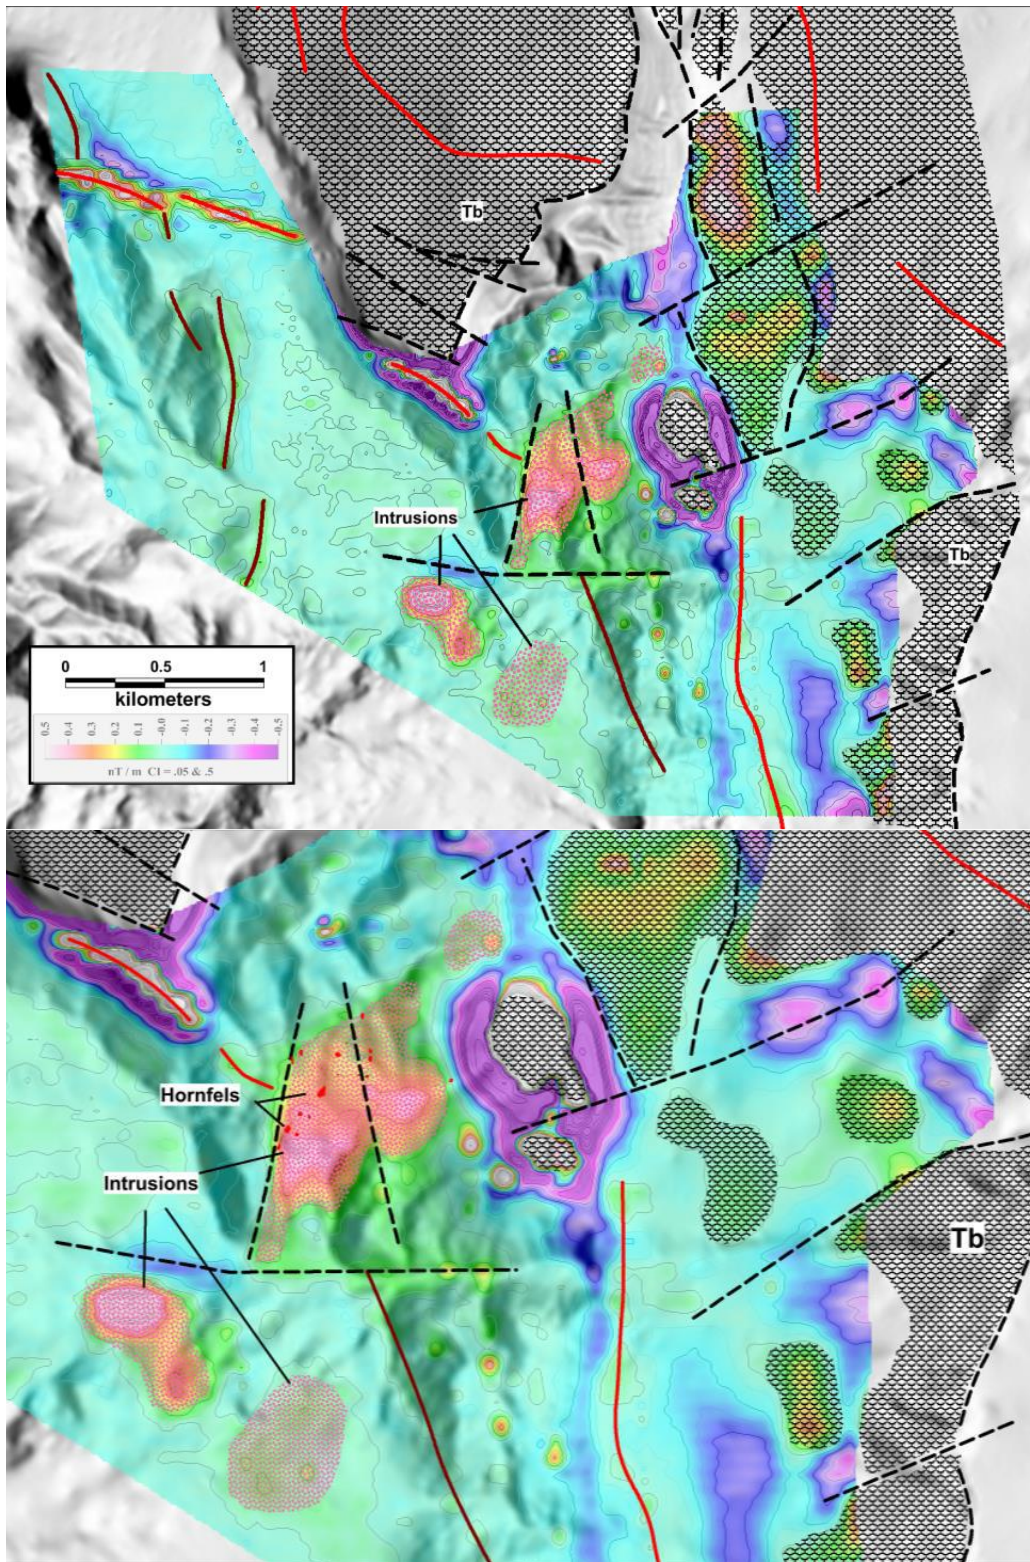 Tb
Intrusions
Tb
0 0.5 1
kilometers
0.5 0.4 0.3 0.2 0.1 -0.0 -0.1 -0.2 -0.3 -0.4 -0.5
nT / m CI = .05 & .5
Hornfels
Intrusions
Tb